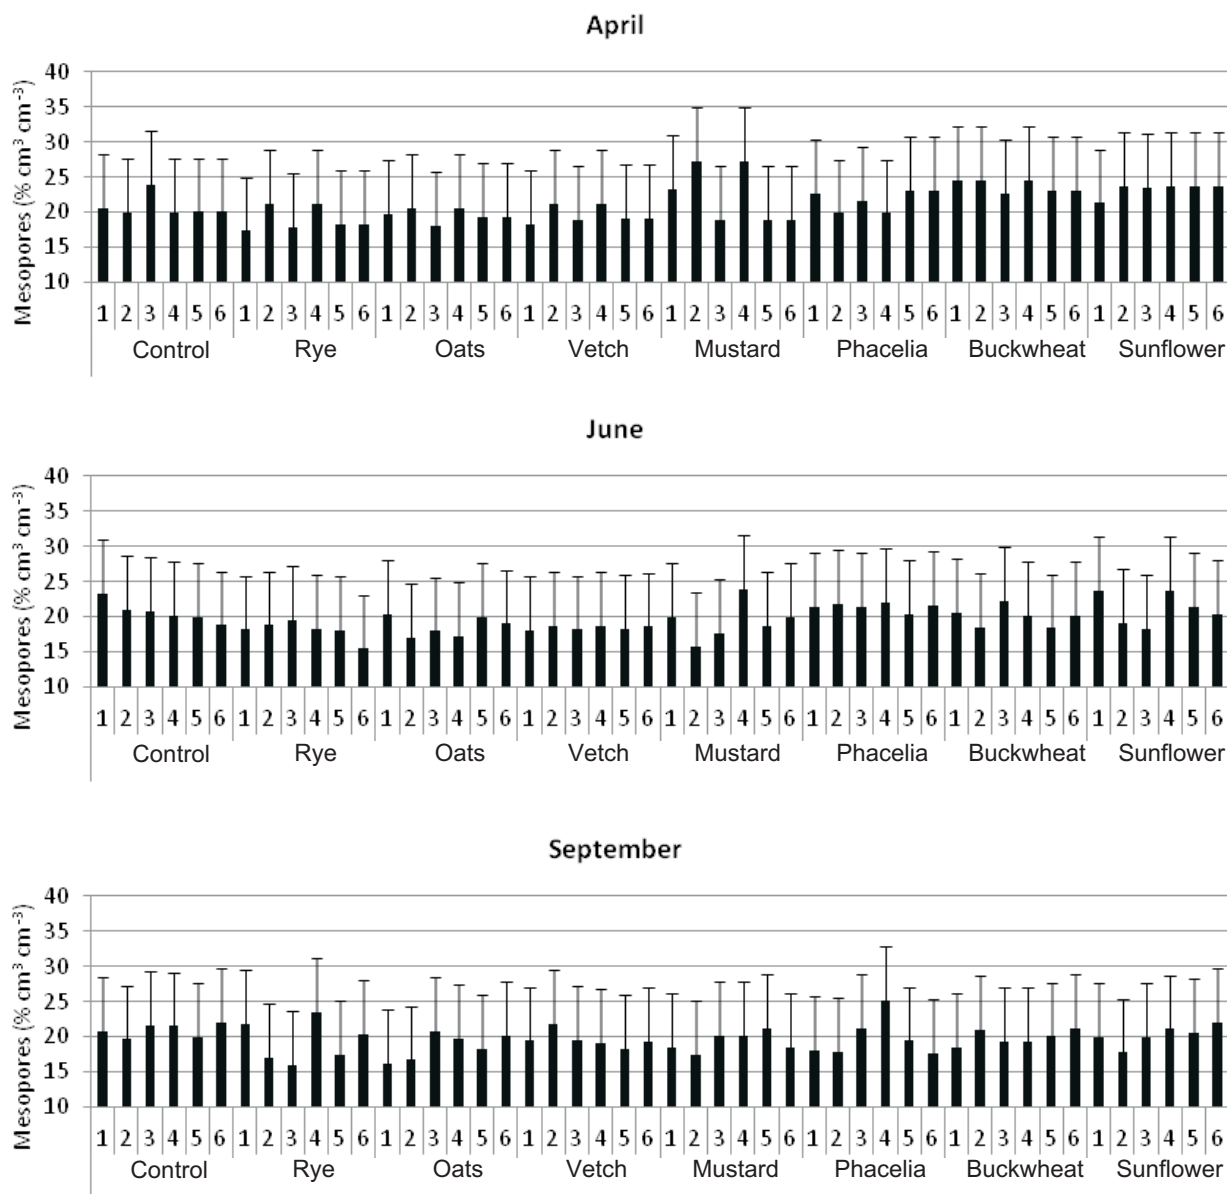 April
Mesopores (% cm³ cm⁻³)
40
35
30
25
20
15
10
1 2 3 4 5 6 1 2 3 4 5 6 1 2 3 4 5 6 1 2 3 4 5 6 1 2 3 4 5 6 1 2 3 4 5 6 1 2 3 4 5 6 1 2 3 4 5 6
Control Rye Oats Vetch Mustard Phacelia Buckwheat Sunflower
June
Mesopores (% cm³ cm⁻³)
40
35
30
25
20
15
10
1 2 3 4 5 6 1 2 3 4 5 6 1 2 3 4 5 6 1 2 3 4 5 6 1 2 3 4 5 6 1 2 3 4 5 6 1 2 3 4 5 6 1 2 3 4 5 6
Control Rye Oats Vetch Mustard Phacelia Buckwheat Sunflower
September
Mesopores (% cm³ cm⁻³)
40
35
30
25
20
15
10
1 2 3 4 5 6 1 2 3 4 5 6 1 2 3 4 5 6 1 2 3 4 5 6 1 2 3 4 5 6 1 2 3 4 5 6 1 2 3 4 5 6 1 2 3 4 5 6
Control Rye Oats Vetch Mustard Phacelia Buckwheat Sunflower